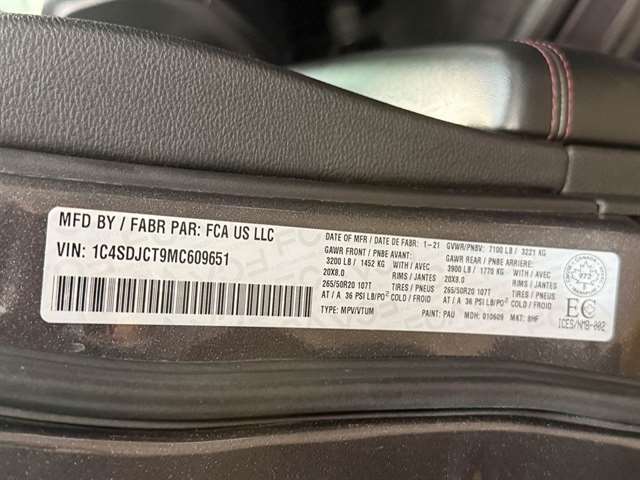 MFD BY / FABR PAR: FCA US LLC
VIN: 1C4SDJCT9MC609651
DATE OF MFR / DATE DE FABR: 1-21 GVWR/PNBV: 7100 LB / 3221 KG
GAWR FRONT / PNBE AVANT: GAWR REAR / PNBE ARRIERE:
3200 LB / 1452 KG WITH / AVEC 3900 LB / 1770 KG WITH / AVEC
20X8.0 RIMS / JANTES 20X8.0 RIMS / JANTES
265/50R20 107T TIRES / PNEUS 265/50R20 107T TIRES / PNEUS
AT / A 36 PSI LB/PO² COLD / FROID AT / A 36 PSI LB/PO² COLD / FROID
TYPE: MPV/VTUM PAINT: PAU MDH: 010609 MKT: BHF
973
EC
ICES/NMB-002